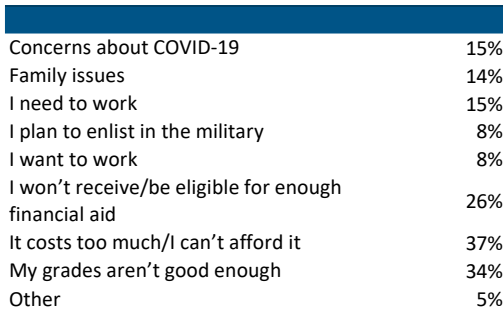 Concerns about COVID-19 15%
Family issues 14%
I need to work 15%
I plan to enlist in the military 8%
I want to work 8%
I won’t receive/be eligible for enough
financial aid 26%
It costs too much/I can’t afford it 37%
My grades aren’t good enough 34%
Other 5%